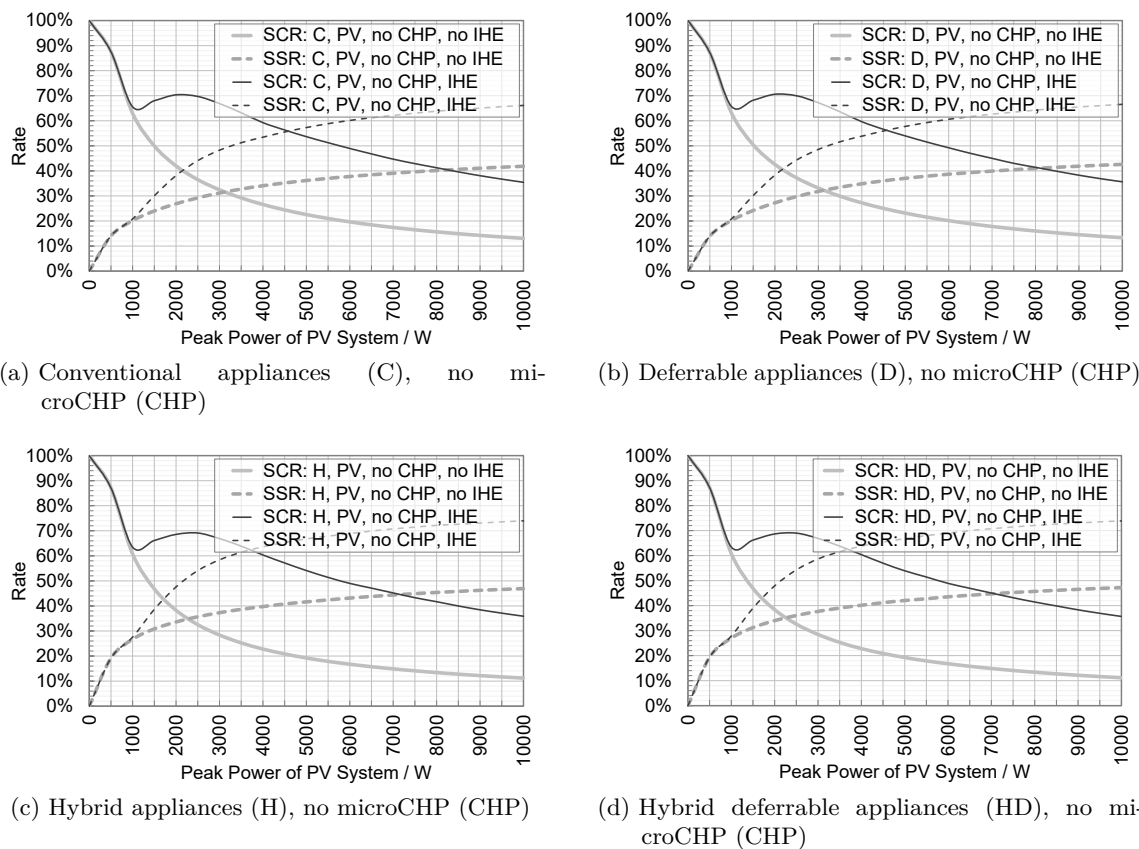 100%
90%
80%
70%
60%
50%
40%
30%
20%
10%
0%
Rate
SCR: C, PV, no CHP, no IHE
SSR: C, PV, no CHP, no IHE
SCR: C, PV, no CHP, IHE
SSR: C, PV, no CHP, IHE
0
1000
2000
3000
4000
5000
6000
7000
8000
9000
10000
Peak Power of PV System / W
(a) Conventional appliances (C), no mi-
croCHP (CHP)
100%
90%
80%
70%
60%
50%
40%
30%
20%
10%
0%
Rate
SCR: D, PV, no CHP, no IHE
SSR: D, PV, no CHP, no IHE
SCR: D, PV, no CHP, IHE
SSR: D, PV, no CHP, IHE
0
1000
2000
3000
4000
5000
6000
7000
8000
9000
10000
Peak Power of PV System / W
(b) Deferrable appliances (D), no microCHP (CHP)
100%
90%
80%
70%
60%
50%
40%
30%
20%
10%
0%
Rate
SCR: H, PV, no CHP, no IHE
SSR: H, PV, no CHP, no IHE
SCR: H, PV, no CHP, IHE
SSR: H, PV, no CHP, IHE
0
1000
2000
3000
4000
5000
6000
7000
8000
9000
10000
Peak Power of PV System / W
(c) Hybrid appliances (H), no microCHP (CHP)
100%
90%
80%
70%
60%
50%
40%
30%
20%
10%
0%
Rate
SCR: HD, PV, no CHP, no IHE
SSR: HD, PV, no CHP, no IHE
SCR: HD, PV, no CHP, IHE
SSR: HD, PV, no CHP, IHE
0
1000
2000
3000
4000
5000
6000
7000
8000
9000
10000
Peak Power of PV System / W
(d) Hybrid deferrable appliances (HD), no mi-
croCHP (CHP)